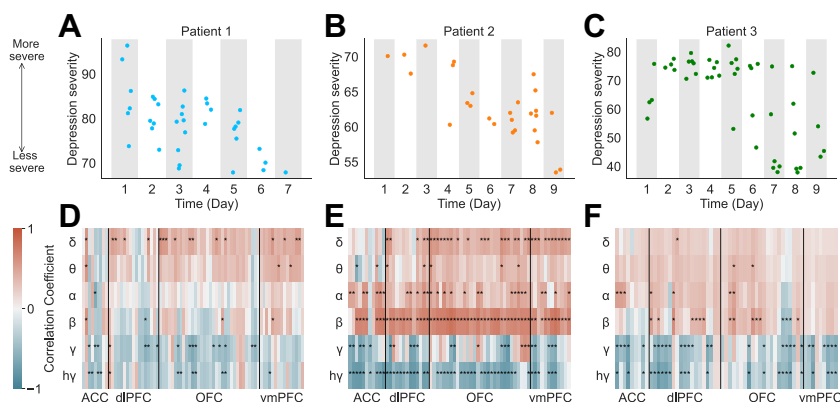 A
Patient 1
B
Patient 2
C
Patient 3
More
severe
Less
severe
Depression severity
90
80
70
1 2 3 4 5 6 7
Time (Day)
Depression severity
70
65
60
55
1 2 3 4 5 6 7 8 9
Time (Day)
Depression severity
80
70
60
50
40
1 2 3 4 5 6 7 8 9
Time (Day)
D
E
F
Correlation Coefficient
1
0
−1
δ
θ
α
β
γ
hγ
ACC dlPFC OFC vmPFC
δ
θ
α
β
γ
hγ
ACC dlPFC OFC vmPFC
δ
θ
α
β
γ
hγ
ACC dlPFC OFC vmPFC